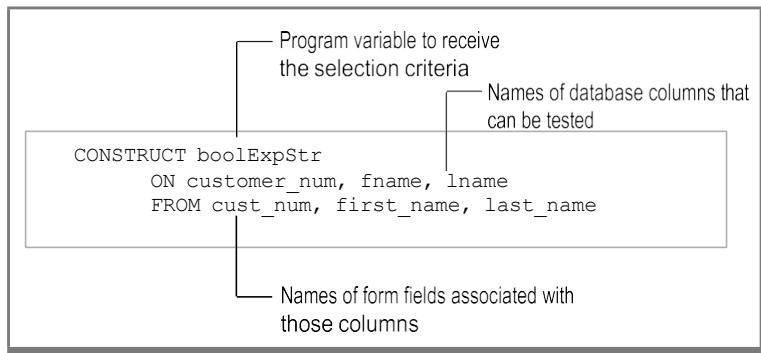 Program variable to receive
the selection criteria
Names of database columns that
can be tested
CONSTRUCT boolExpStr
ON customer_num, fname, lname
FROM cust_num, first_name, last_name
Names of form fields associated with
those columns